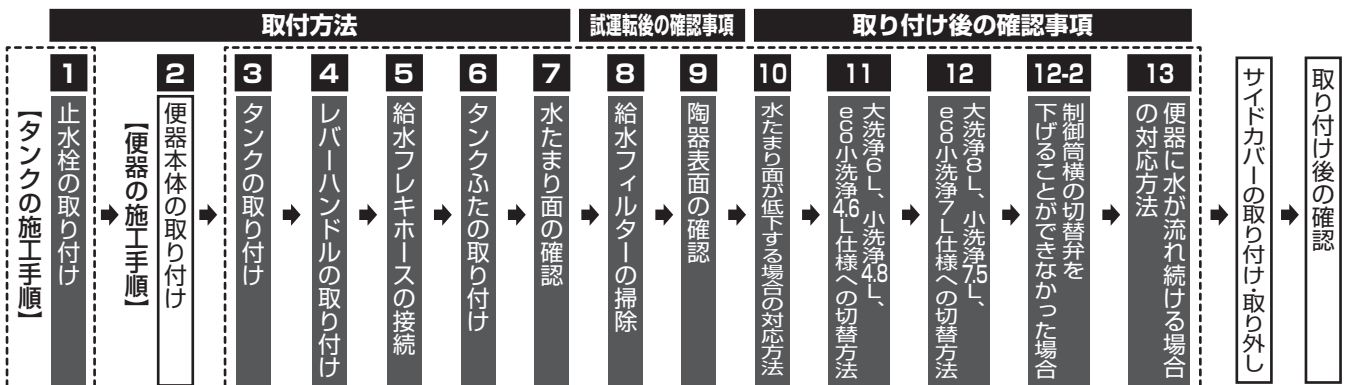 取付方法
試運転後の確認事項
取り付け後の確認事項
【タンクの施工手順】
1
止水栓の取り付け
【便器の施工手順】
2
便器本体の取り付け
3
タンクの取り付け
4
レバーハンドルの取り付け
5
給水フレキホースの接続
6
タンクふたの取り付け
7
水たまり面の確認
8
給水フィルターの掃除
9
陶器表面の確認
10
水たまり面が低下する場合の対応方法
11
大洗浄6L、小洗浄4.8L、
eco小洗浄4.6L仕様への切替方法
12
大洗浄8L、小洗浄7.5L、
eco小洗浄7L仕様への切替方法
12-2
制御筒横の切替弁を
下げることができなかった場合
13
便器に水が流れ続ける場合
の対応方法
サイドカバーの取り付け・取り外し
取り付け後の確認